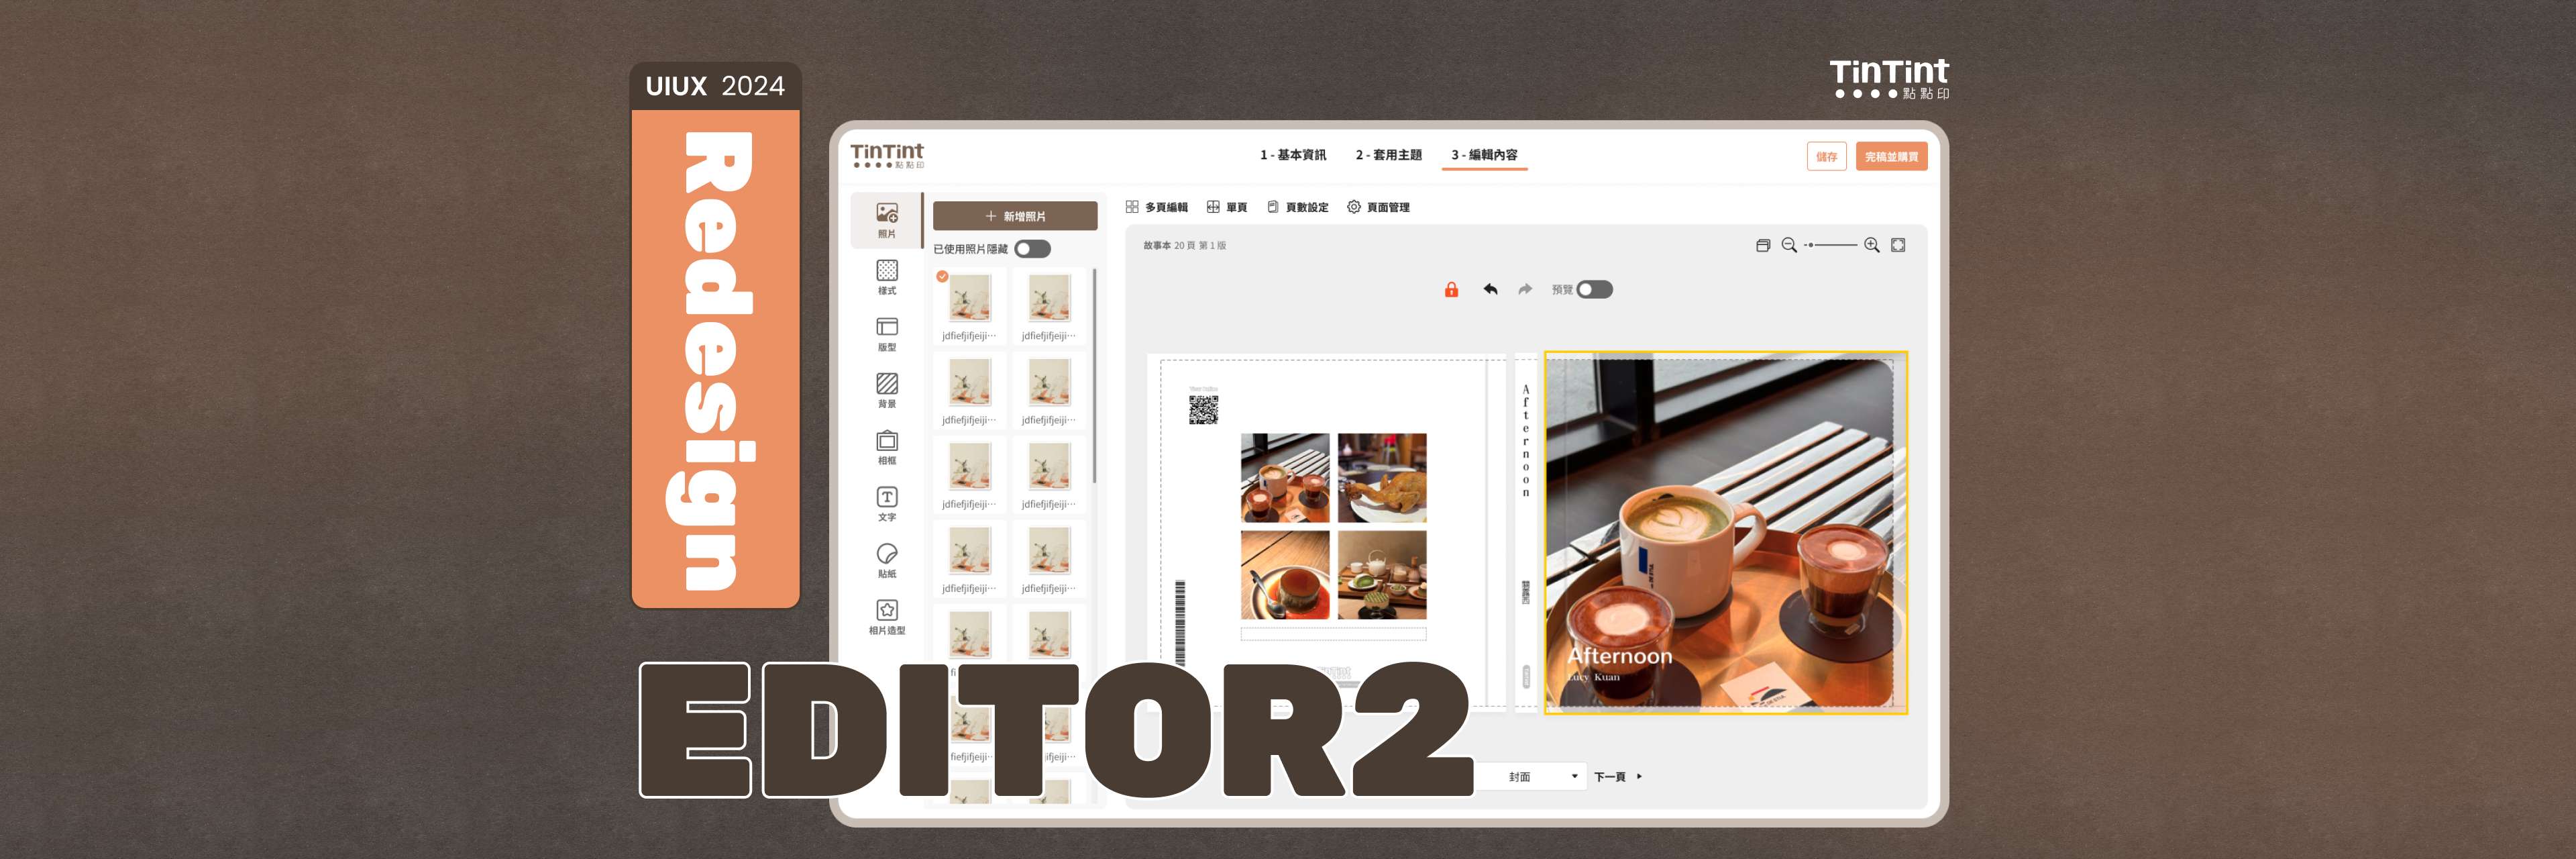 UIUX 2024
Redesign
TinTint
點點印
TinTint
點點印
1 - 基本資訊
2 - 套用主題
3 - 編輯內容
儲存
完稿並購買
照片
樣式
版型
背景
相框
文字
貼紙
相片造型
新增照片
已使用照片隱藏
jdfiefjifjeiji⋯
jdfiefjifjeiji⋯
jdfiefjifjeiji⋯
jdfiefjifjeiji⋯
jdfiefjifjeiji⋯
jdfiefjifjeiji⋯
jdfiefjifjeiji⋯
jdfiefjifjeiji⋯
多頁編輯
單頁
頁數設定
頁面管理
故事本 20 頁 第 1 版
預覽
Afternoon
Afternoon
Lucy Kuan
封面
下一頁
EDITOR2